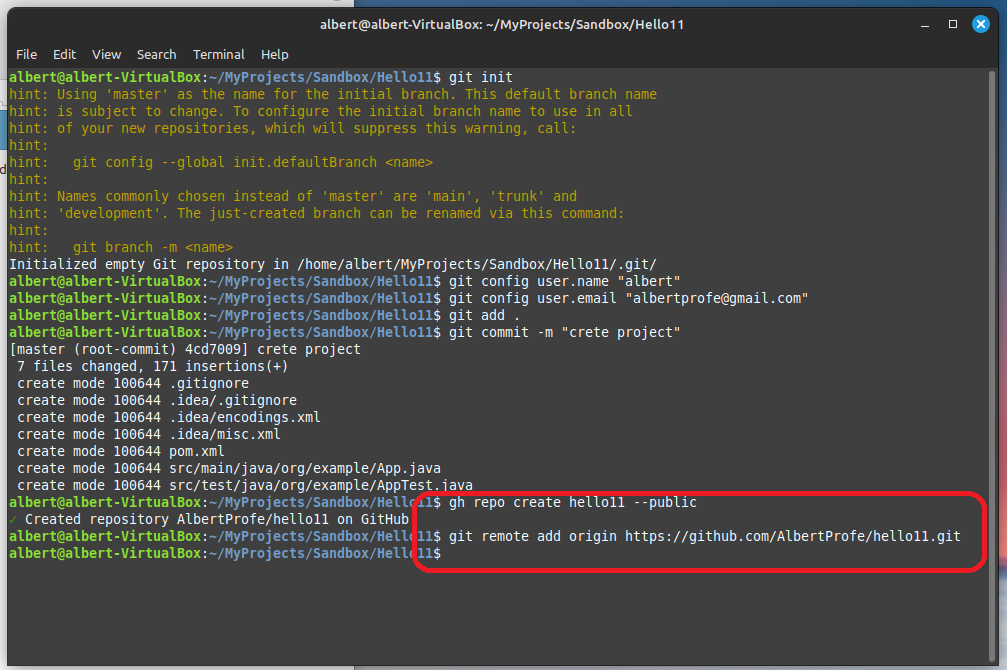 albert@albert-VirtualBox: ~/MyProjects/Sandbox/Hello11
File Edit View Search Terminal Help
albert@albert-VirtualBox:~/MyProjects/Sandbox/Hello11$ git init
hint: Using 'master' as the name for the initial branch. This default branch name
hint: is subject to change. To configure the initial branch name to use in all
hint: of your new repositories, which will suppress this warning, call:
hint:
hint:   git config --global init.defaultBranch <name>
hint:
hint: Names commonly chosen instead of 'master' are 'main', 'trunk' and
hint: 'development'. The just-created branch can be renamed via this command:
hint:
hint:   git branch -m <name>
Initialized empty Git repository in /home/albert/MyProjects/Sandbox/Hello11/.git/
albert@albert-VirtualBox:~/MyProjects/Sandbox/Hello11$ git config user.name "albert"
albert@albert-VirtualBox:~/MyProjects/Sandbox/Hello11$ git config user.email "albertprofe@gmail.com"
albert@albert-VirtualBox:~/MyProjects/Sandbox/Hello11$ git add .
albert@albert-VirtualBox:~/MyProjects/Sandbox/Hello11$ git commit -m "crete project"
[master (root-commit) 4cd7009] crete project
 7 files changed, 171 insertions(+)
 create mode 100644 .gitignore
 create mode 100644 .idea/.gitignore
 create mode 100644 .idea/encodings.xml
 create mode 100644 .idea/misc.xml
 create mode 100644 pom.xml
 create mode 100644 src/main/java/org/example/App.java
 create mode 100644 src/test/java/org/example/AppTest.java
albert@albert-VirtualBox:~/MyProjects/Sandbox/Hello11$ gh repo create hello11 --public
✓ Created repository AlbertProfe/hello11 on GitHub
albert@albert-VirtualBox:~/MyProjects/Sandbox/Hello11$ git remote add origin https://github.com/AlbertProfe/hello11.git
albert@albert-VirtualBox:~/MyProjects/Sandbox/Hello11$